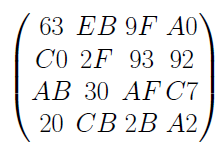 63 EB 9F A0
C0 2F 93 92
AB 30 AF C7
20 CB 2B A2